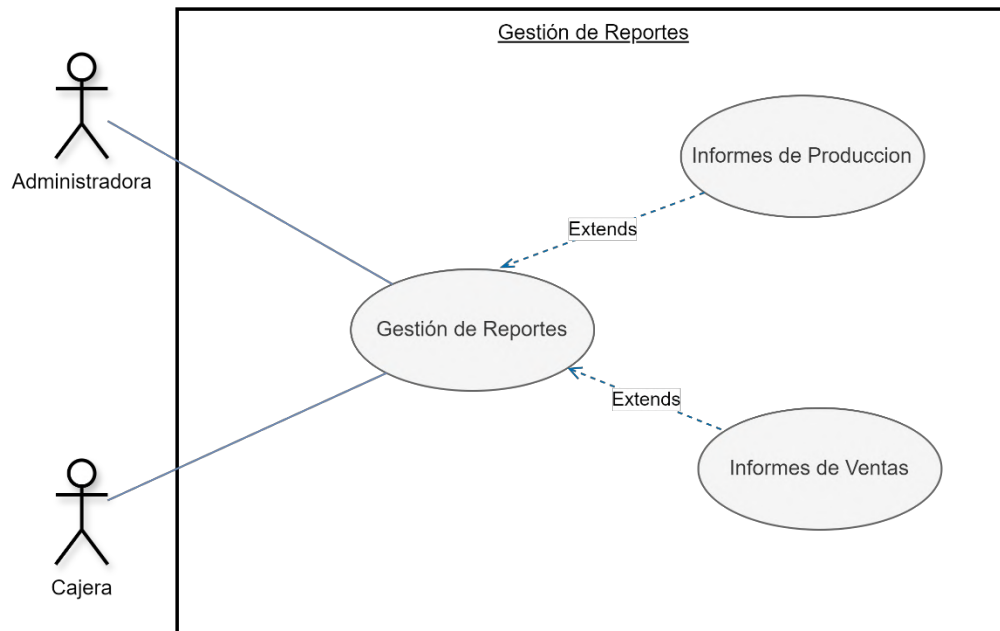 Gestión de Reportes
Administradora
Informes de Produccion
Extends
Gestión de Reportes
Extends
Informes de Ventas
Cajera